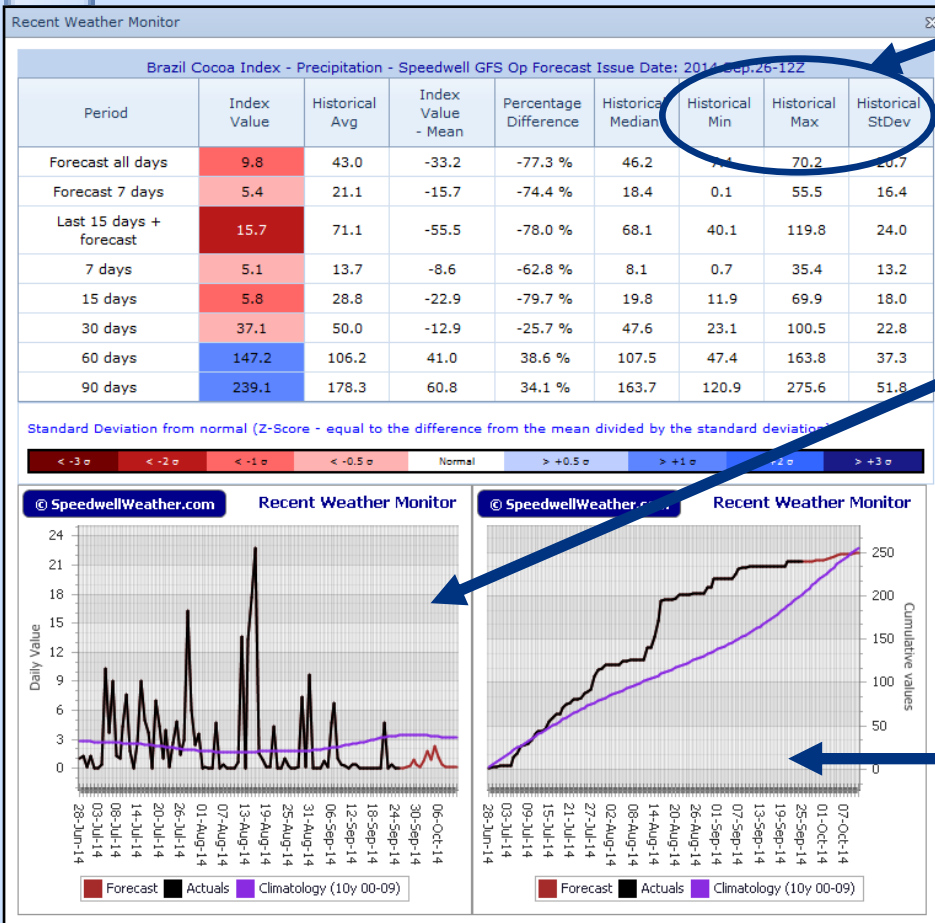 Recent Weather Monitor
Brazil Cocoa Index - Precipitation - Speedwell GFS Op Forecast Issue Date: 2014-Sep.26-12Z
Period Index Value Historical Avg Index Value - Mean Percentage Difference Historical Median Historical Min Historical Max Historical StDev
Forecast all days 9.8 43.0 -33.2 -77.3 % 46.2 70.2 20.7
Forecast 7 days 5.4 21.1 -15.7 -74.4 % 18.4 0.1 55.5 16.4
Last 15 days + forecast 15.7 71.1 -55.5 -78.0 % 68.1 40.1 119.8 24.0
7 days 5.1 13.7 -8.6 -62.8 % 8.1 0.7 35.4 13.2
15 days 5.8 28.8 -22.9 -79.7 % 19.8 11.9 69.9 18.0
30 days 37.1 50.0 -12.9 -25.7 % 47.6 23.1 100.5 22.8
60 days 147.2 106.2 41.0 38.6 % 107.5 47.4 163.8 37.3
90 days 239.1 178.3 60.8 34.1 % 163.7 120.9 275.6 51.8
Standard Deviation from normal (Z-Score - equal to the difference from the mean divided by the standard deviation)
< -3 σ < -2 σ < -1 σ < -0.5 σ Normal > +0.5 σ > +1 σ +2 σ > +3 σ
© SpeedwellWeather.com Recent Weather Monitor
24
21
18
15
12
9
6
3
0
Daily Value
28-Jun-14
03-Jul-14
08-Jul-14
14-Jul-14
20-Jul-14
26-Jul-14
01-Aug-14
07-Aug-14
13-Aug-14
19-Aug-14
25-Aug-14
31-Aug-14
06-Sep-14
12-Sep-14
18-Sep-14
24-Sep-14
30-Sep-14
06-Oct-14
Forecast Actuals Climatology (10y 00-09)
© SpeedwellWeather.com Recent Weather Monitor
250
200
150
100
50
0
Cumulative values
28-Jun-14
03-Jul-14
09-Jul-14
15-Jul-14
21-Jul-14
27-Jul-14
02-Aug-14
08-Aug-14
14-Aug-14
20-Aug-14
26-Aug-14
01-Sep-14
07-Sep-14
13-Sep-14
19-Sep-14
25-Sep-14
01-Oct-14
07-Oct-14
Forecast Actuals Climatology (10y 00-09)